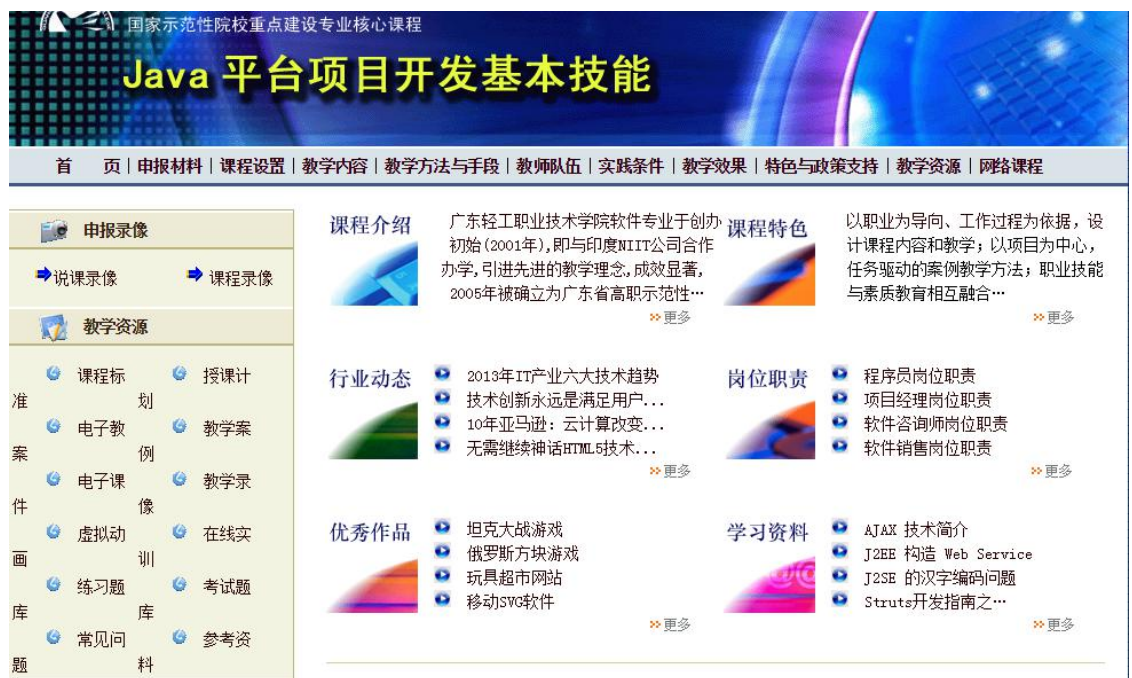 国家示范性院校重点建设专业核心课程
Java 平台项目开发基本技能
首 页|申报材料|课程设置|教学内容|教学方法与手段|教师队伍|实践条件|教学效果|特色与政策支持|教学资源|网络课程
申报录像
说课录像 课程录像
教学资源
课程标 授课计
准 划
电子教 教学案
案 例
电子课 教学录
件 像
虚拟动 在线实
画 训
练习题 考试题
库 库
常见问 参考资
题 料
课程介绍
广东轻工职业技术学院软件专业于创办
初始(2001年),即与印度NIIT公司合作
办学,引进先进的教学理念,成效显著,
2005年被确立为广东省高职示范性…
更多
课程特色
以职业为导向、工作过程为依据，设
计课程内容和教学；以项目为中心，
任务驱动的案例教学方法；职业技能
与素质教育相互融合…
更多
行业动态
2013年IT产业六大技术趋势
技术创新永远是满足用户...
10年亚马逊：云计算改变...
无需继续神话HTML5技术...
更多
岗位职责
程序员岗位职责
项目经理岗位职责
软件咨询师岗位职责
软件销售岗位职责
更多
优秀作品
坦克大战游戏
俄罗斯方块游戏
玩具超市网站
移动SVG软件
更多
学习资料
AJAX 技术简介
J2EE 构造 Web Service
J2SE 的汉字编码问题
Struts开发指南之…
更多